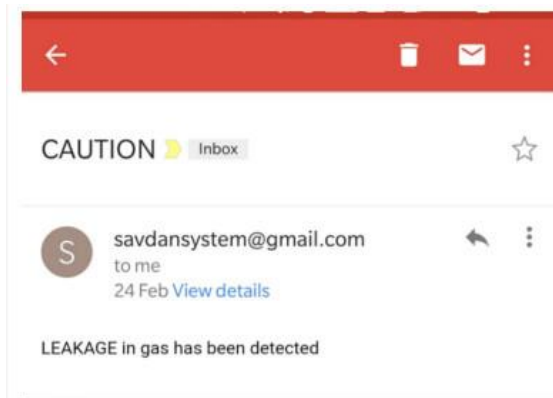 CAUTION Inbox
S
savdansystem@gmail.com
to me
24 Feb View details
LEAKAGE in gas has been detected